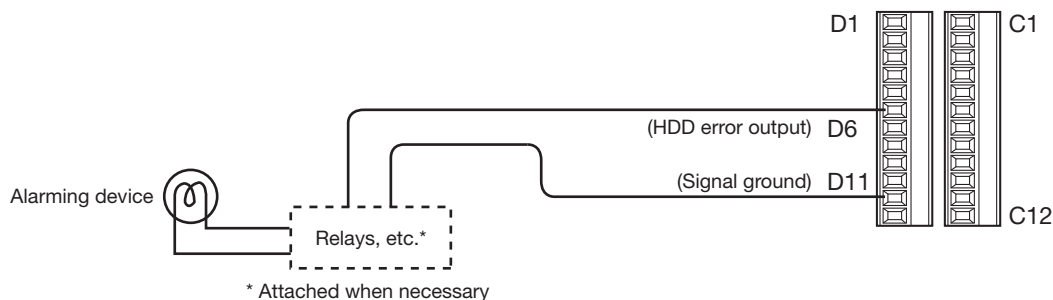 D1 C1
(HDD error output) D6
(Signal ground) D11
Alarming device
C12
Relays, etc.*
* Attached when necessary